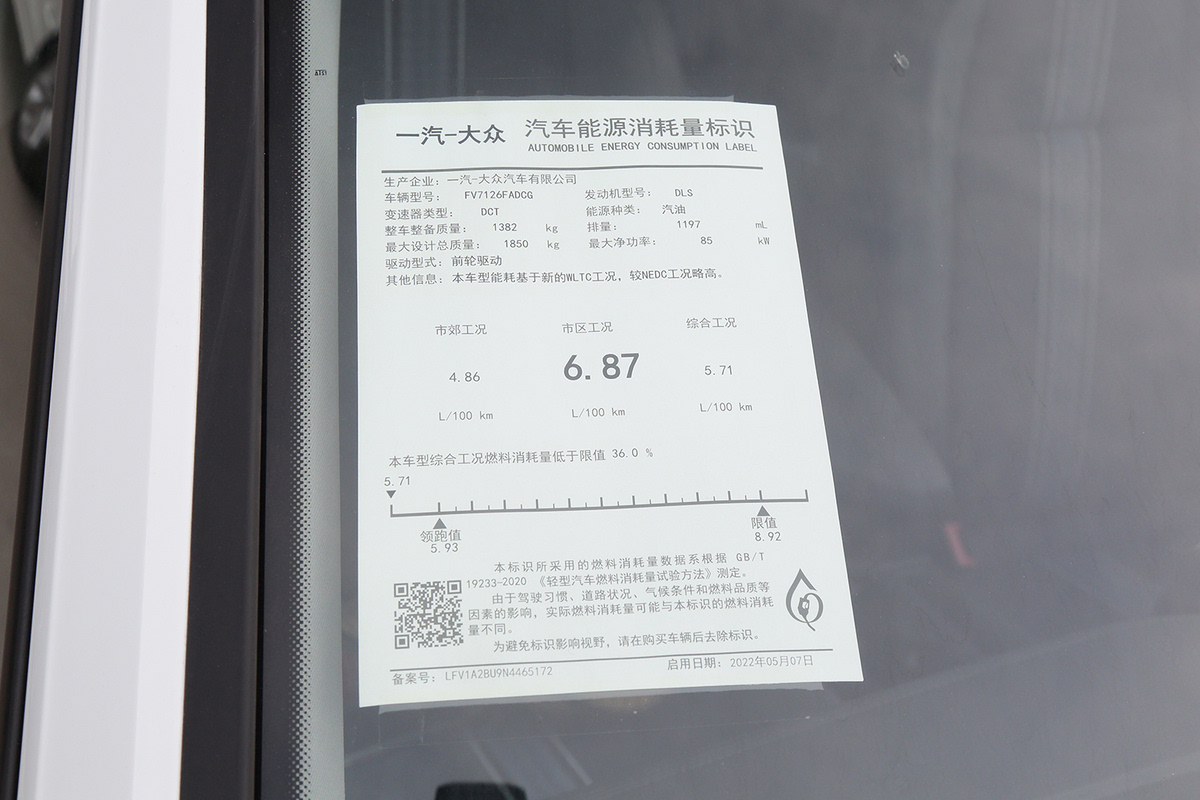 一汽-大众 汽车能源消耗量标识
AUTOMOBILE ENERGY CONSUMPTION LABEL
生产企业：一汽-大众汽车有限公司
车辆型号： FV7126FADCG 发动机型号： DLS
变速器类型： DCT 能源种类： 汽油
整车整备质量： 1382 kg 排量： 1197 mL
最大设计总质量： 1850 kg 最大净功率： 85 kW
驱动型式：前轮驱动
其他信息：本车型能耗基于新的WLTC工况，较NEDC工况略高。
市郊工况 市区工况 综合工况
4.86 6.87 5.71
L/100 km L/100 km L/100 km
本车型综合工况燃料消耗量低于限值 36.0 %
5.71
领跑值 限值
5.93 8.92
本标识所采用的燃料消耗量数据系根据 GB/T
19233-2020 《轻型汽车燃料消耗量试验方法》测定。
由于驾驶习惯、道路状况、气候条件和燃料品质等
因素的影响，实际燃料消耗量可能与本标识的燃料消耗
量不同。
为避免标识影响视野，请在购买车辆后去除标识。
备案号：LFV1A2BU9N4465172 启用日期：2022年05月07日